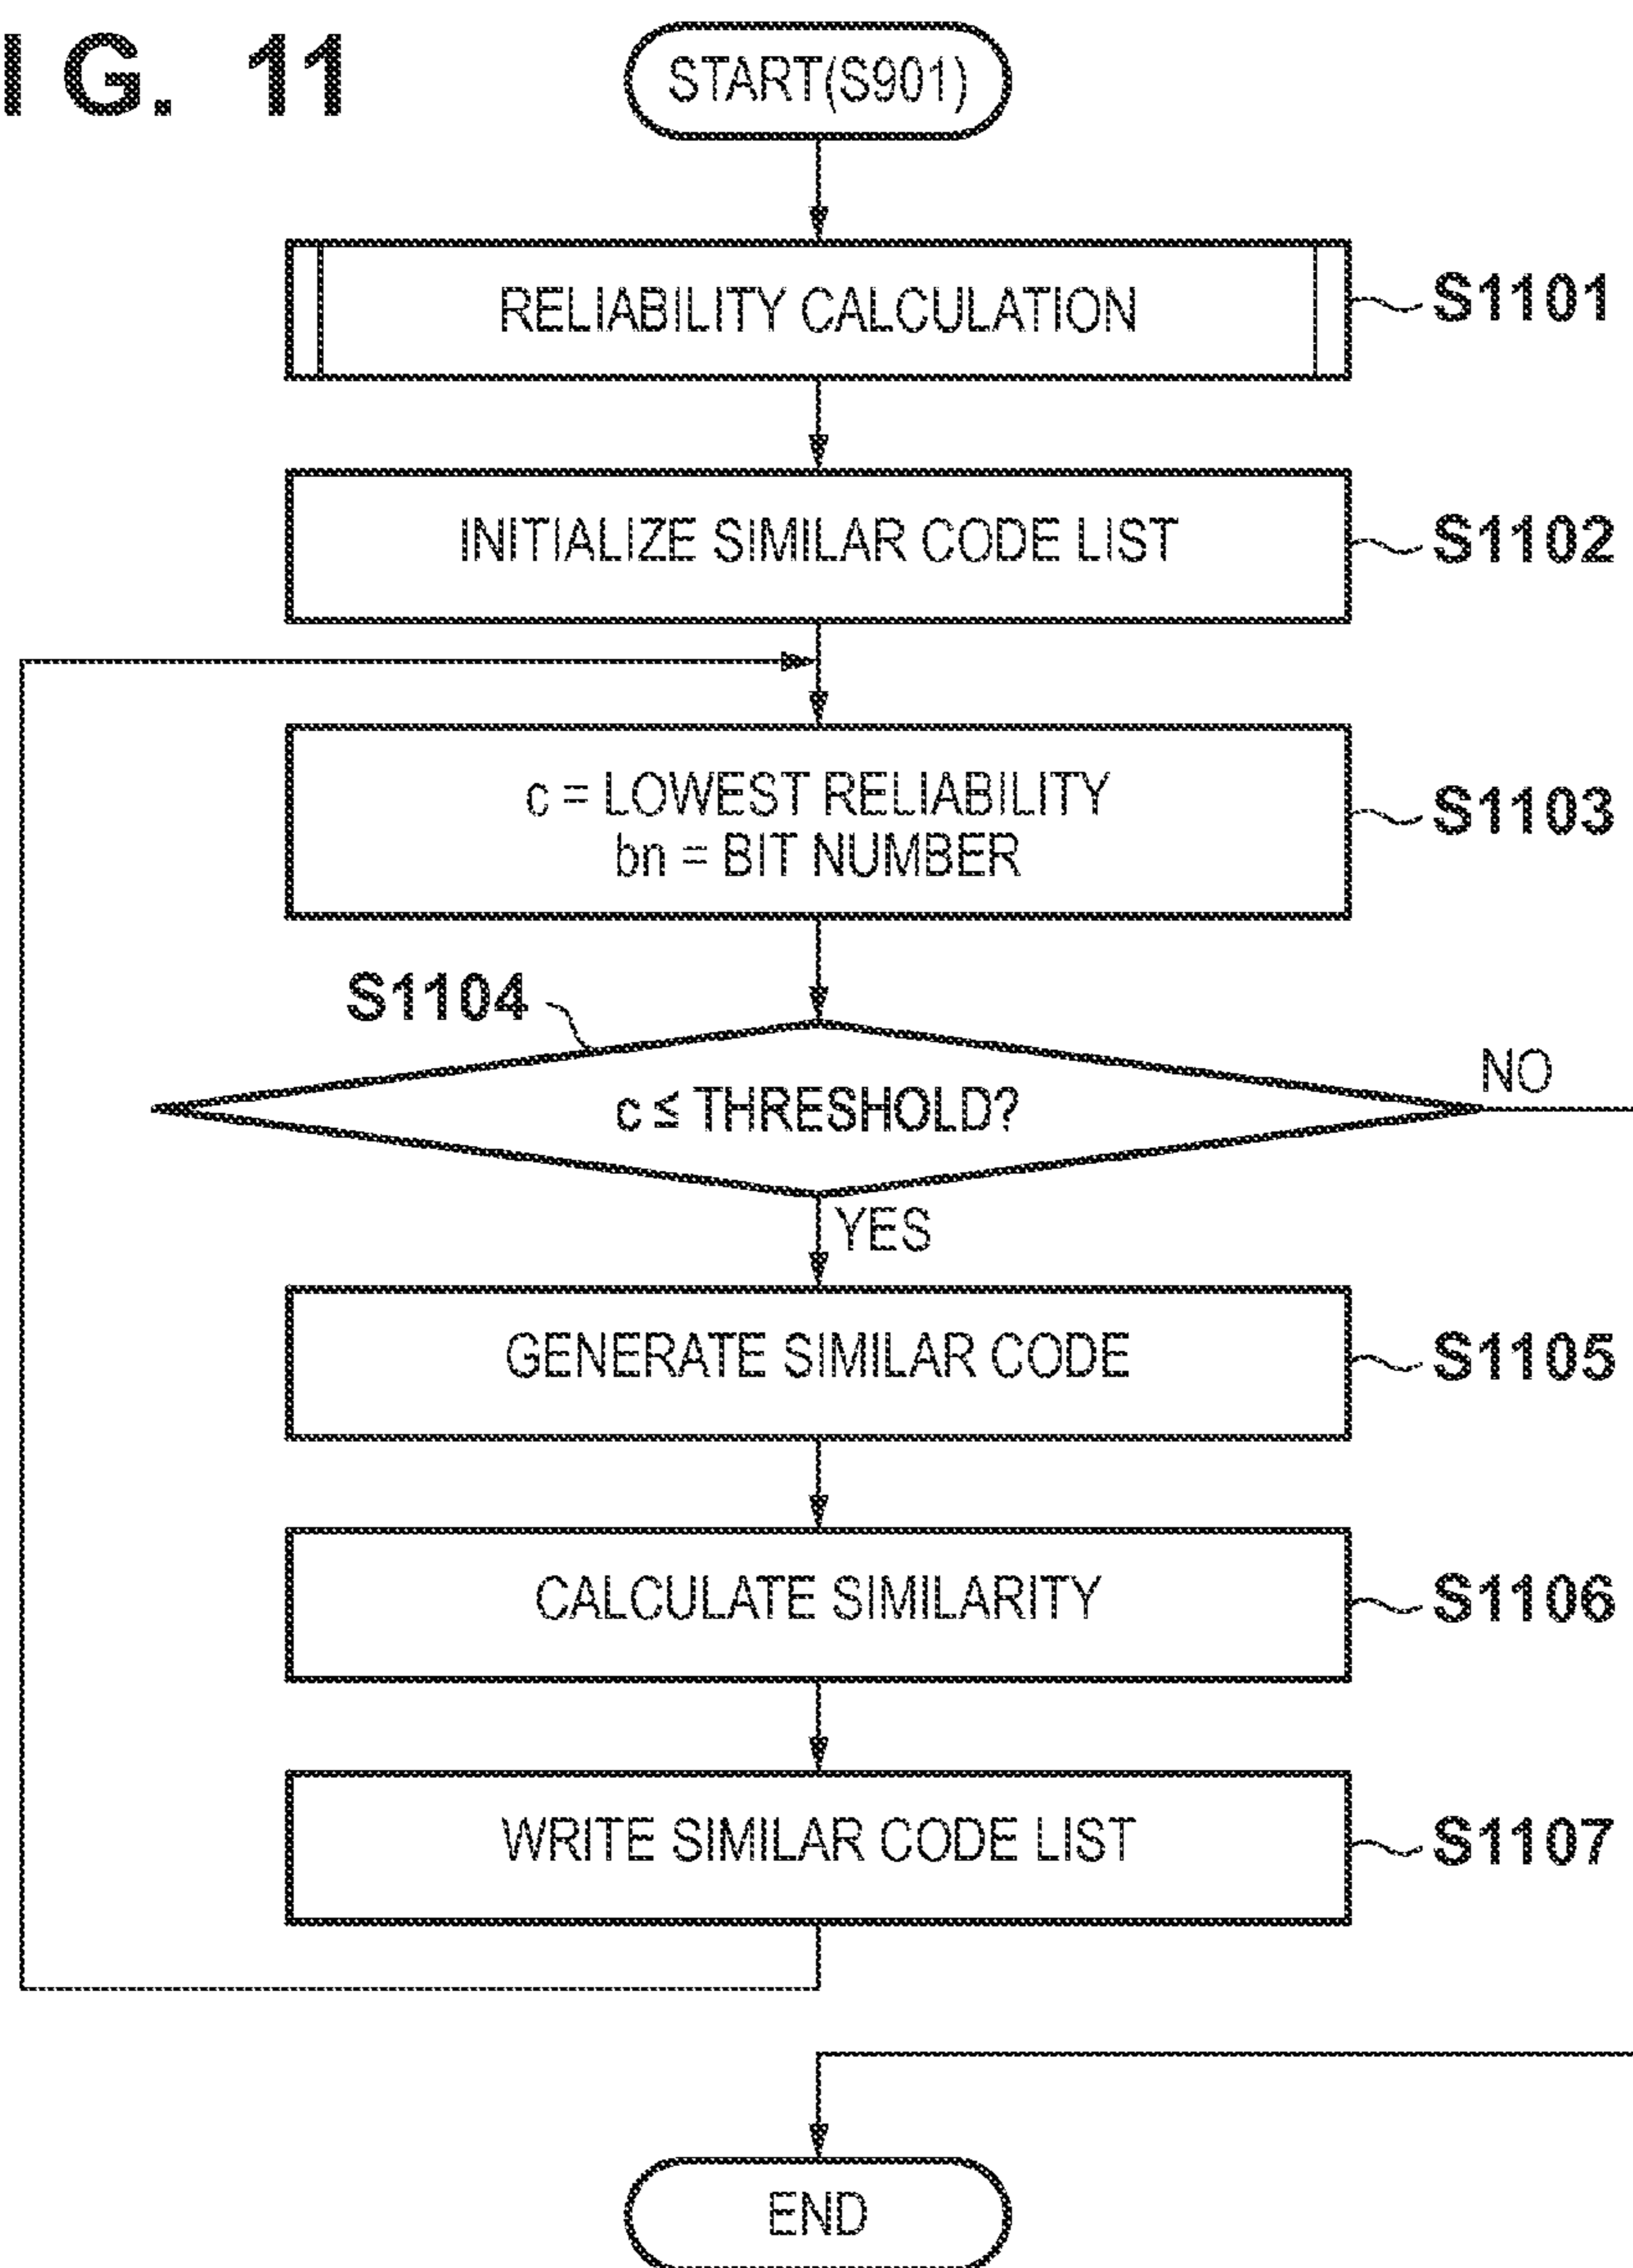 I G. 11
START(S901)
RELIABILITY CALCULATION
S1101
INITIALIZE SIMILAR CODE LIST
S1102
c = LOWEST RELIABILITY
bn = BIT NUMBER
S1103
S1104
c ≤ THRESHOLD?
NO
YES
GENERATE SIMILAR CODE
S1105
CALCULATE SIMILARITY
S1106
WRITE SIMILAR CODE LIST
S1107
END